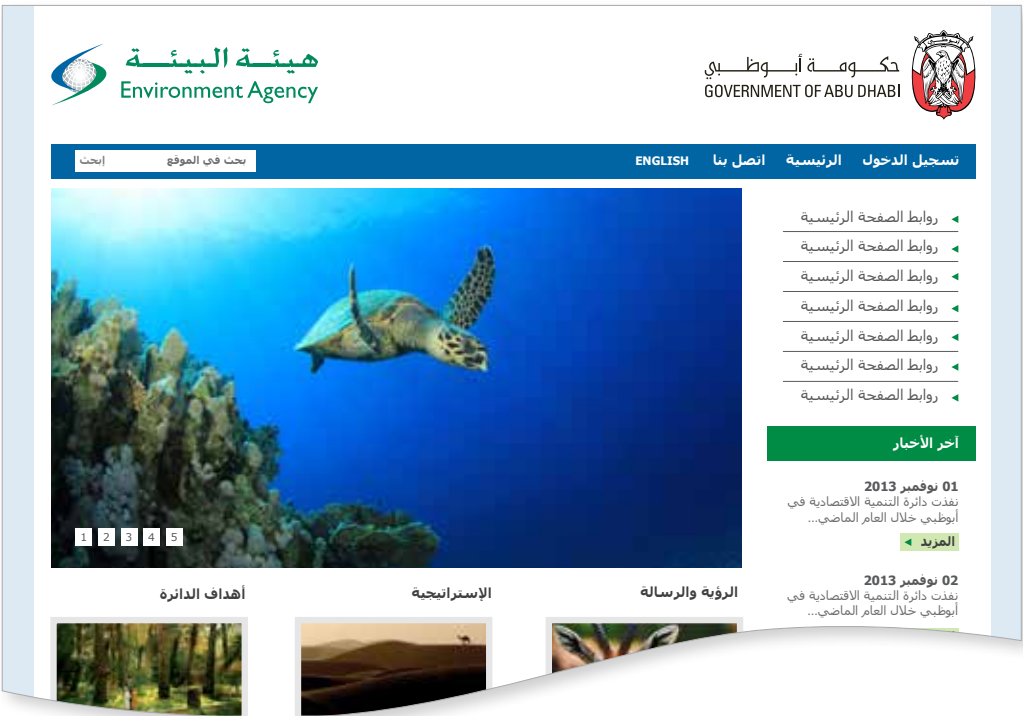 حكـــومـــة أبـــوظـــبي
GOVERNMENT OF ABU DHABI
هيئـــة البيئـــة
Environment Agency
تسجيل الدخول   الرئيسية   اتصل بنا   ENGLISH   بحث في الموقع   إبحث
روابط الصفحة الرئيسية
روابط الصفحة الرئيسية
روابط الصفحة الرئيسية
روابط الصفحة الرئيسية
روابط الصفحة الرئيسية
روابط الصفحة الرئيسية
روابط الصفحة الرئيسية
آخر الأخبار
01 نوفمبر 2013
نفذت دائرة التنمية الاقتصادية في
أبوظبي خلال العام الماضي...
المزيد
02 نوفمبر 2013
نفذت دائرة التنمية الاقتصادية في
أبوظبي خلال العام الماضي...
1 2 3 4 5
الرؤية والرسالة   الإستراتيجية   أهداف الدائرة